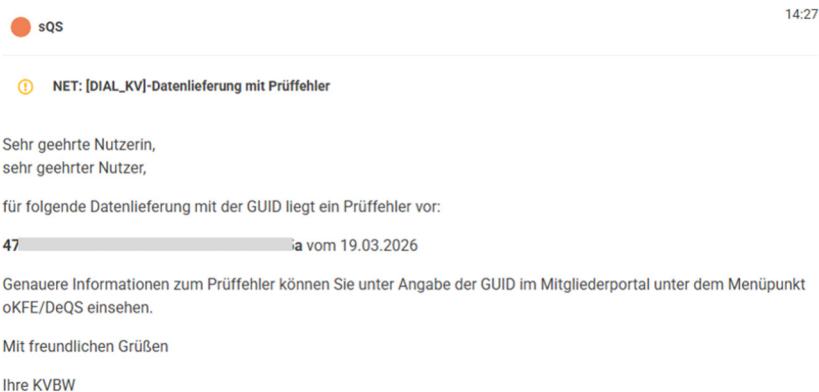 14:27
sQS
NET: [DIAL_KV]-Datenlieferung mit Prüffehler
Sehr geehrte Nutzerin,
sehr geehrter Nutzer,
für folgende Datenlieferung mit der GUID liegt ein Prüffehler vor:
47 a vom 19.03.2026
Genauere Informationen zum Prüffehler können Sie unter Angabe der GUID im Mitgliederportal unter dem Menüpunkt
oKFE/DeQS einsehen.
Mit freundlichen Grüßen
Ihre KVBW